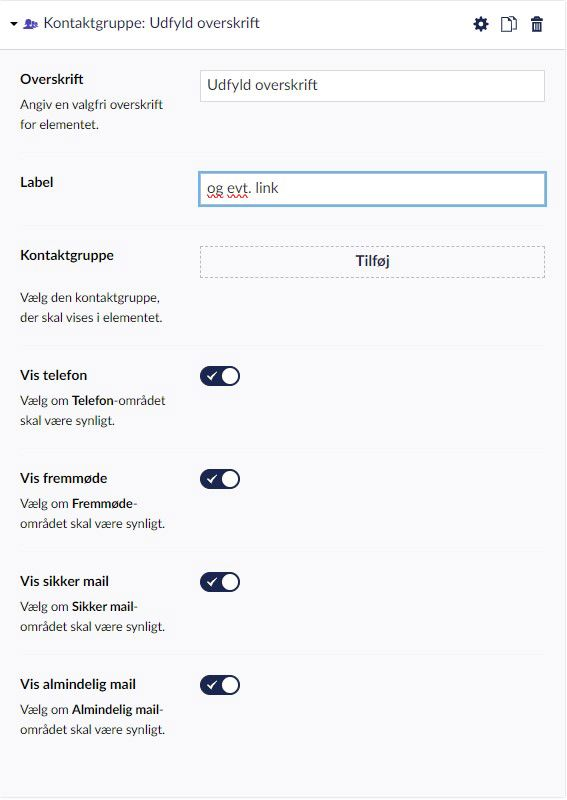 Kontaktgruppe: Udfyld overskrift
Overskrift
Angiv en valgfri overskrift
for elementet.
Udfyld overskrift
Label
og evt. link
Kontaktgruppe
Vælg den kontaktgruppe,
der skal vises i elementet.
Tilføj
Vis telefon
Vælg om Telefon-området
skal være synligt.
Vis fremmøde
Vælg om Fremmøde-
området skal være synligt.
Vis sikker mail
Vælg om Sikker mail-
området skal være synligt.
Vis almindelig mail
Vælg om Almindelig mail-
området skal være synligt.